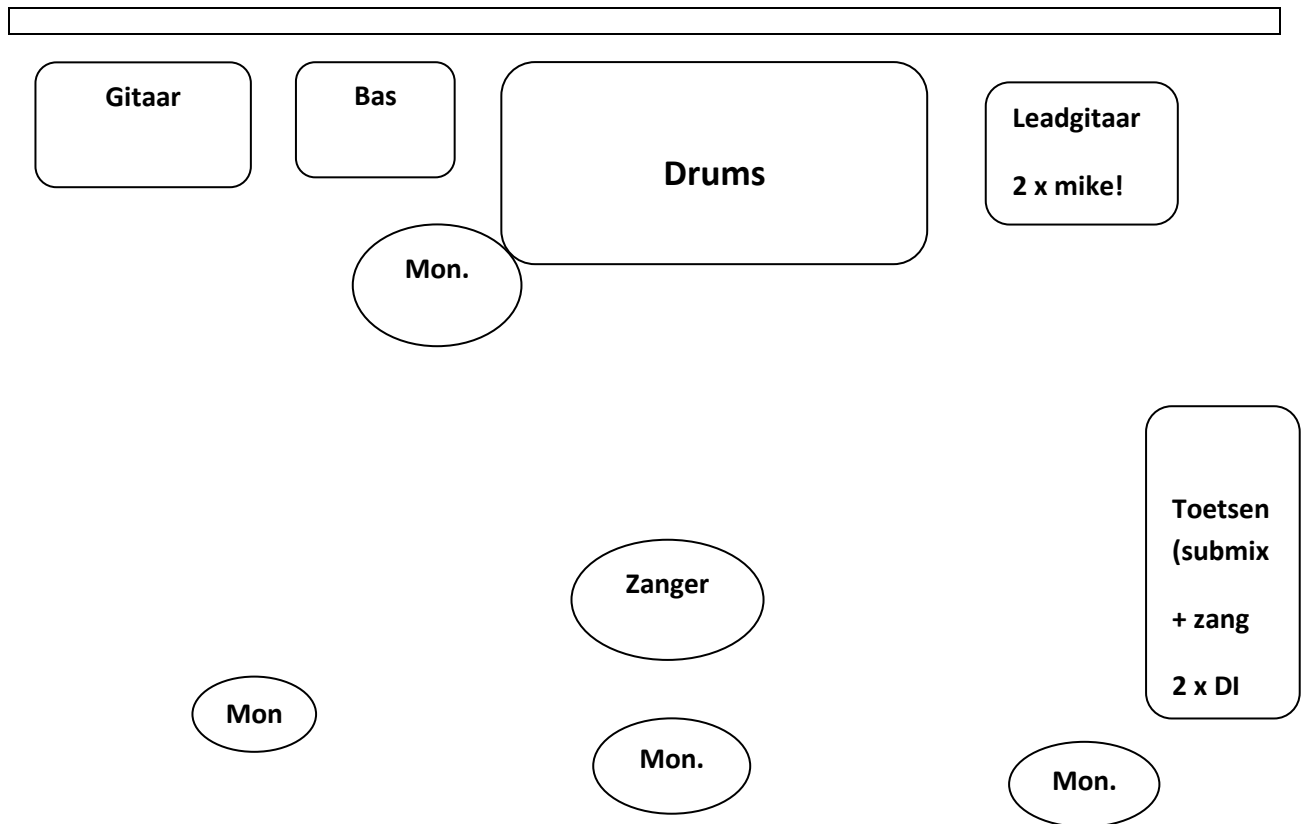 Gitaar
Bas
Drums
Leadgitaar
2 x mike!
Mon.
Toetsen
(submix
+ zang
2 x DI
Zanger
Mon
Mon.
Mon.